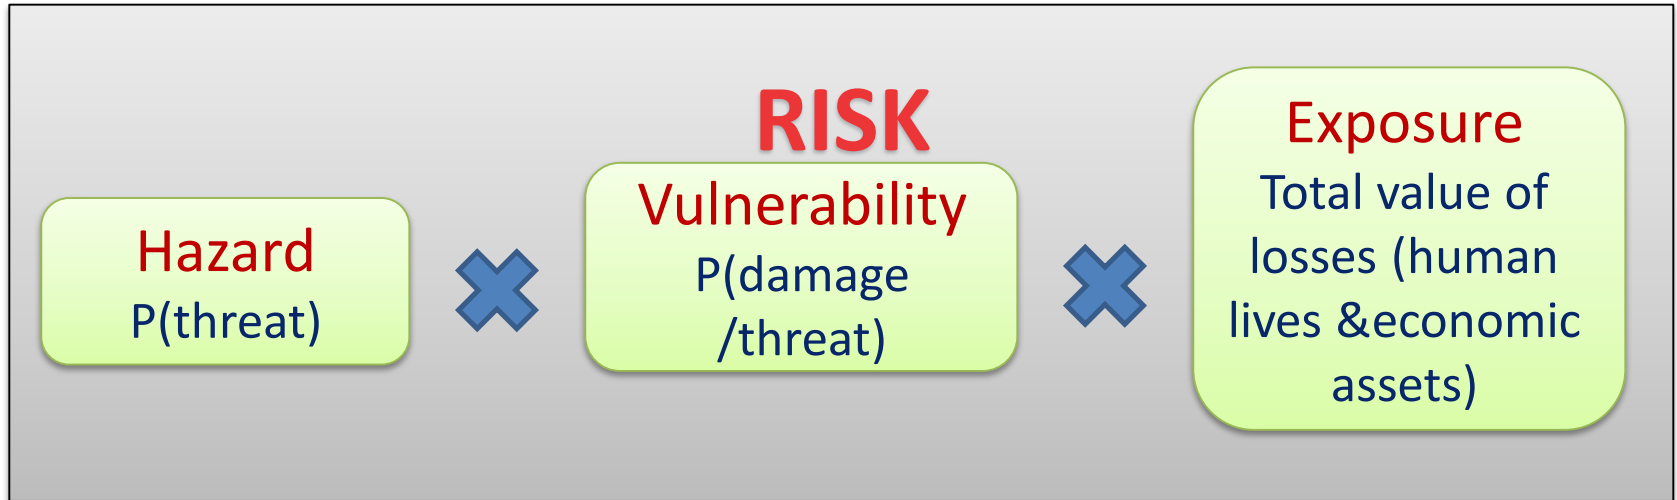 RISK
Hazard
P(threat)
Vulnerability
P(damage
/threat)
Exposure
Total value of
losses (human
lives &economic
assets)